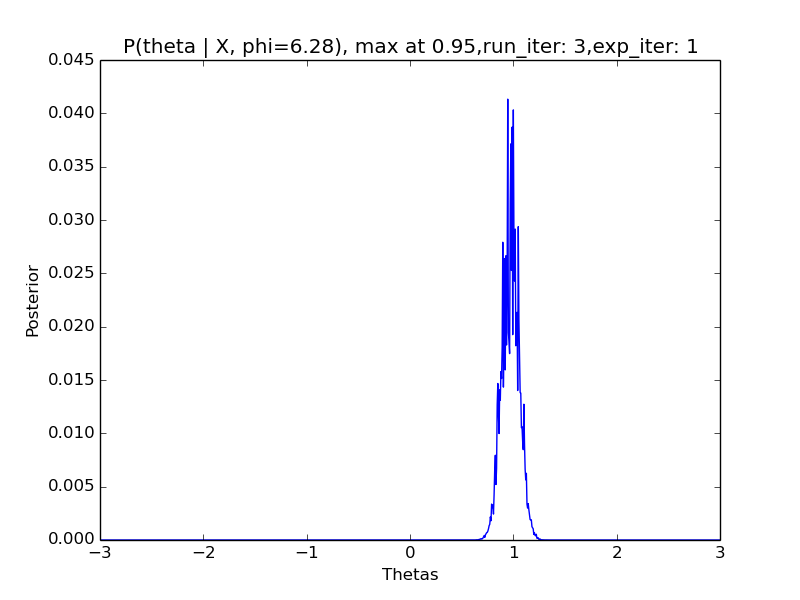 P(theta | X, phi=6.28), max at 0.95,run_iter: 3,exp_iter: 1
0.045
0.040
0.035
0.030
0.025
0.020
0.015
0.010
0.005
0.000
Posterior
−3 −2 −1 0 1 2 3
Thetas